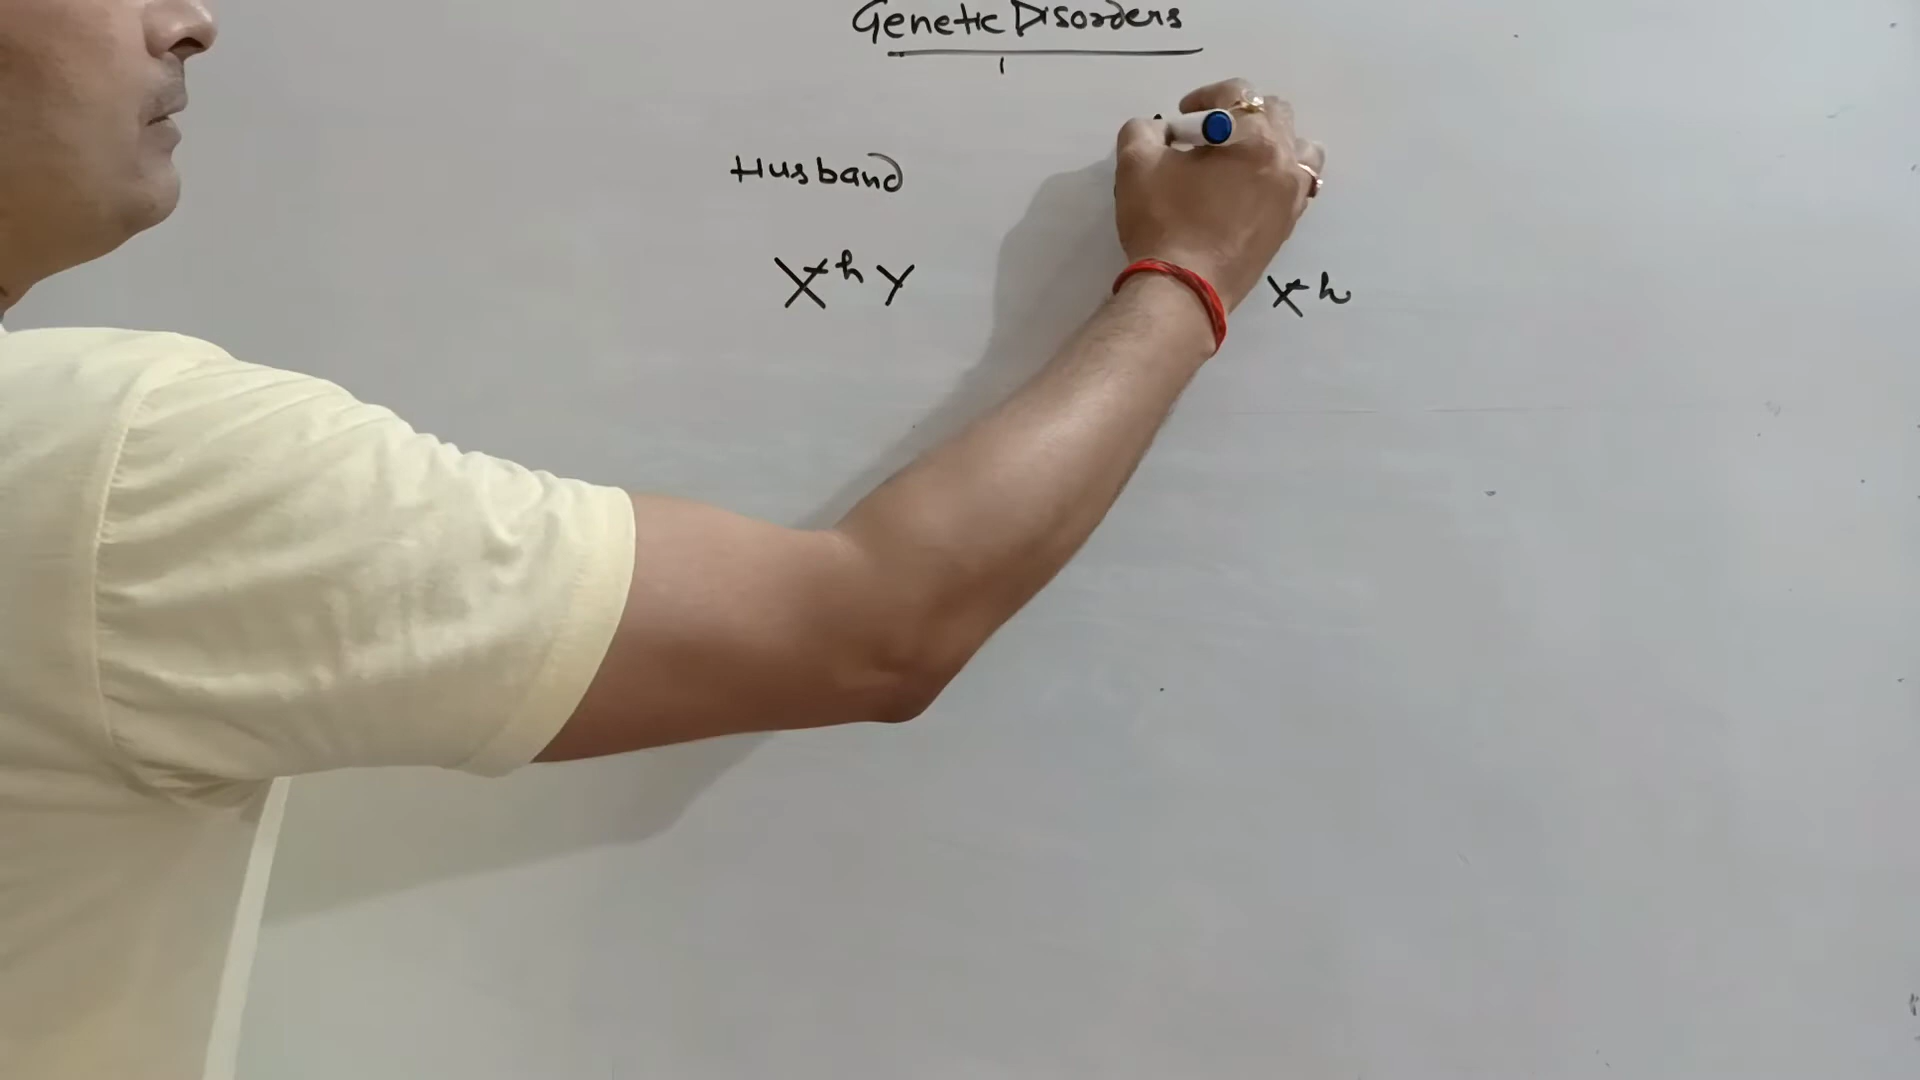 Genetic Disorders
Husband
X^h Y X^h